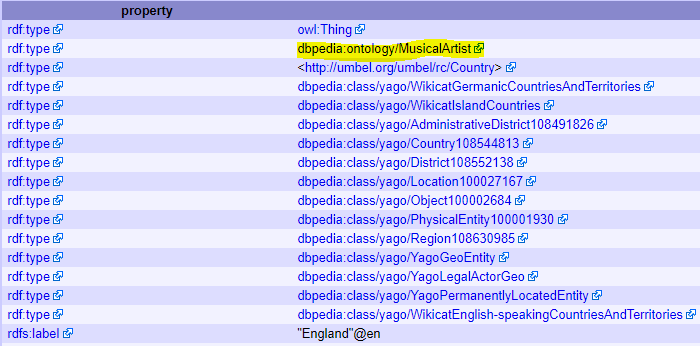 property
rdf:type owl:Thing
rdf:type dbpedia:ontology/MusicalArtist
rdf:type <http://umbel.org/umbel/rc/Country>
rdf:type dbpedia:class/yago/WikicatGermanicCountriesAndTerritories
rdf:type dbpedia:class/yago/WikicatIslandCountries
rdf:type dbpedia:class/yago/AdministrativeDistrict108491826
rdf:type dbpedia:class/yago/Country108544813
rdf:type dbpedia:class/yago/District108552138
rdf:type dbpedia:class/yago/Location100027167
rdf:type dbpedia:class/yago/Object100002684
rdf:type dbpedia:class/yago/PhysicalEntity100001930
rdf:type dbpedia:class/yago/Region108630985
rdf:type dbpedia:class/yago/YagoGeoEntity
rdf:type dbpedia:class/yago/YagoLegalActorGeo
rdf:type dbpedia:class/yago/YagoPermanentlyLocatedEntity
rdf:type dbpedia:class/yago/WikicatEnglish-speakingCountriesAndTerritories
rdfs:label "England"@en